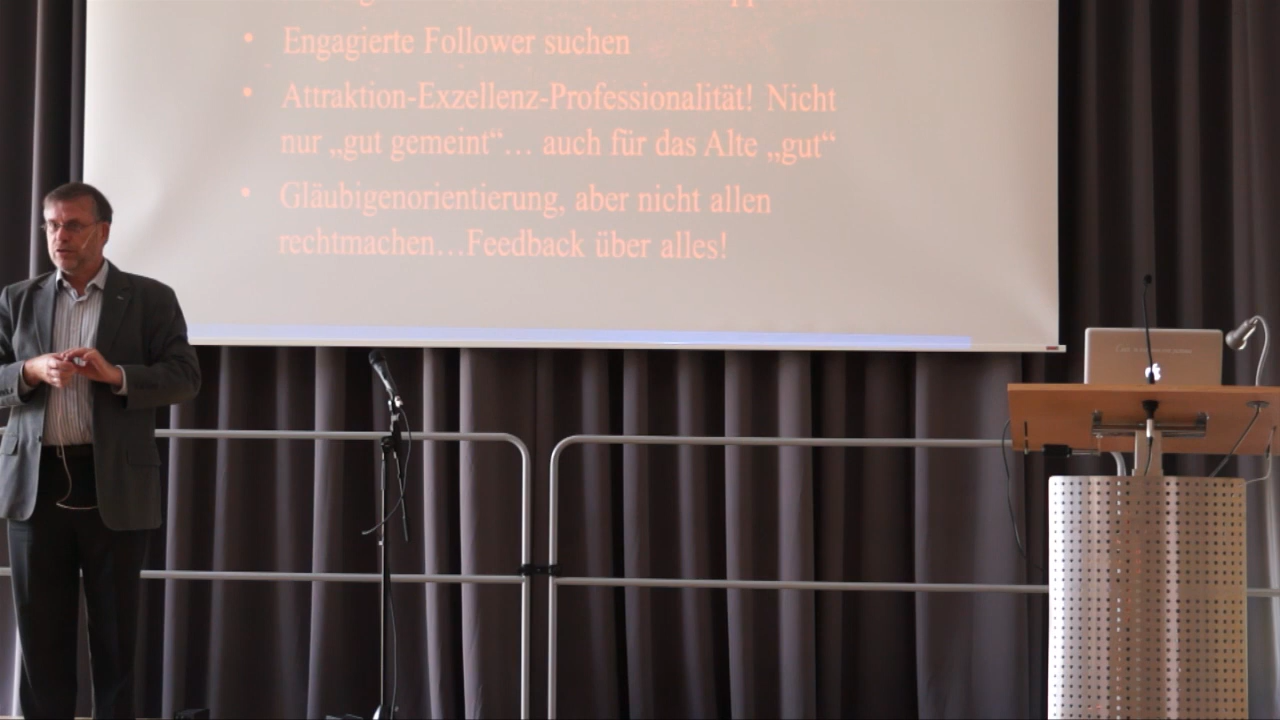 • Engagierte Follower suchen
• Attraktion-Exzellenz-Professionalität! Nicht
nur „gut gemeint“… auch für das Alte „gut“
• Gläubigenorientierung, aber nicht allen
rechtmachen…Feedback über alles!